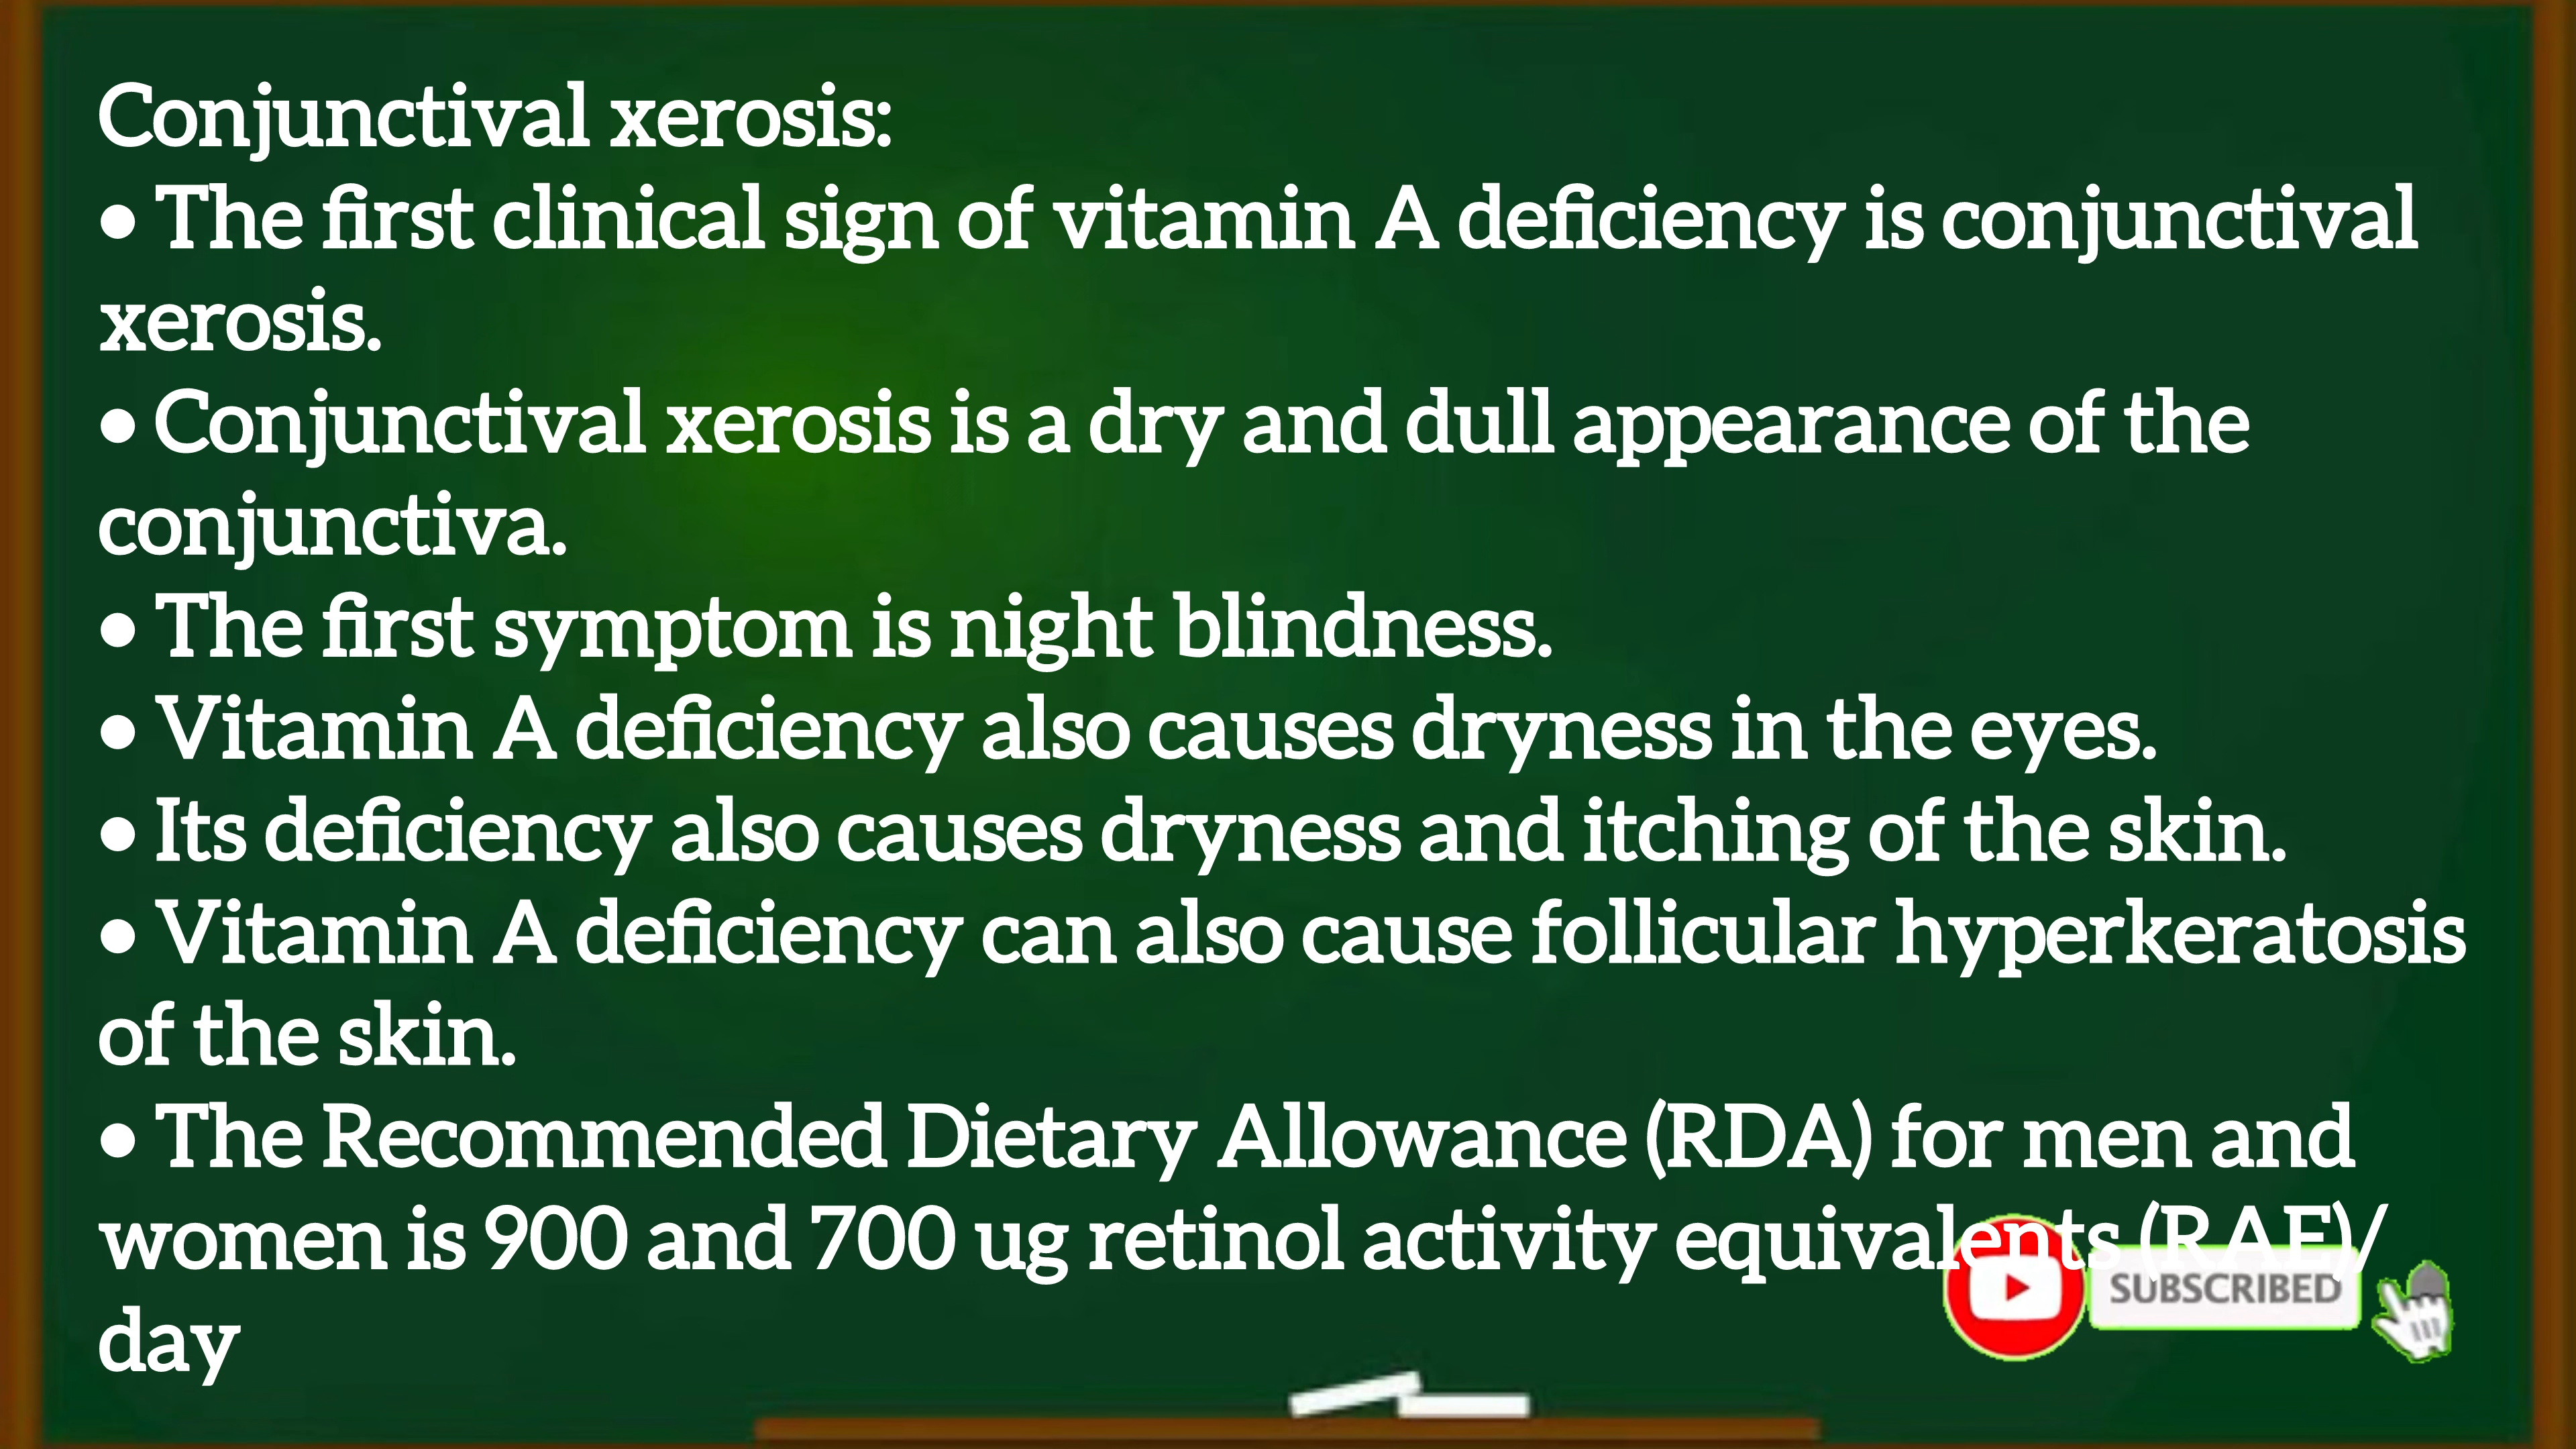 Conjunctival xerosis:
• The first clinical sign of vitamin A deficiency is conjunctival
xerosis.
• Conjunctival xerosis is a dry and dull appearance of the
conjunctiva.
• The first symptom is night blindness.
• Vitamin A deficiency also causes dryness in the eyes.
• Its deficiency also causes dryness and itching of the skin.
• Vitamin A deficiency can also cause follicular hyperkeratosis
of the skin.
• The Recommended Dietary Allowance (RDA) for men and
women is 900 and 700 ug retinol activity equivalents (RAE)/
day
SUBSCRIBED